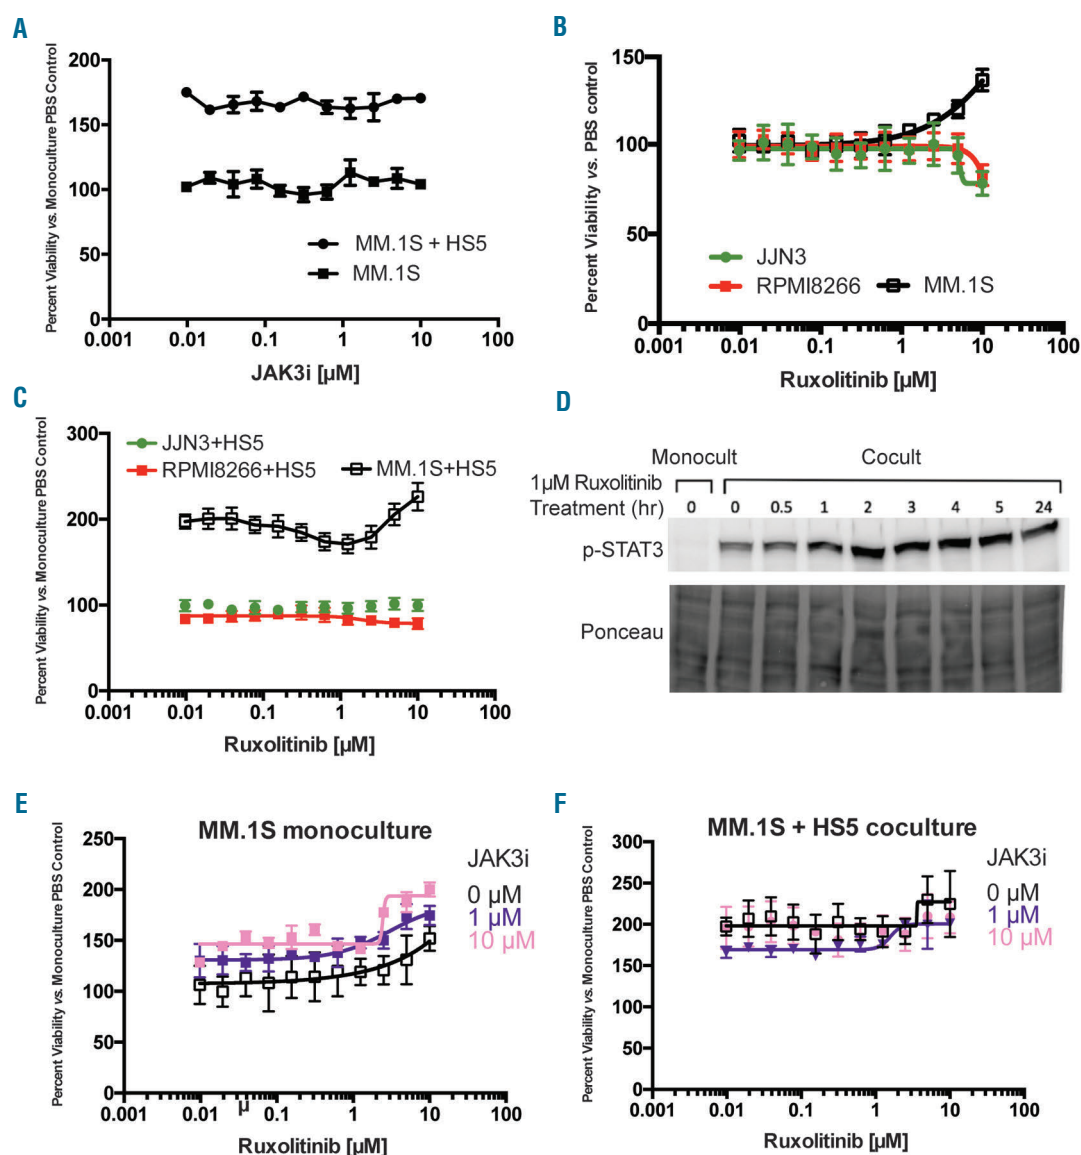 A
Percent Viability vs. Monoculture PBS Control
200
150
100
50
0
0.001 0.01 0.1 1 10 100
JAK3i [µM]
MM.1S + HS5
MM.1S
B
Percent Viability vs. PBS control
150
100
50
0
0.001 0.01 0.1 1 10 100
Ruxolitinib [µM]
JJN3
RPMI8266
MM.1S
C
Percent Viability vs. Monoculture PBS Control
300
200
100
0
0.001 0.01 0.1 1 10 100
Ruxolitinib [µM]
JJN3+HS5
RPMI8266+HS5
MM.1S+HS5
D
Monocult Cocult
1µM Ruxolitinib
Treatment (hr) 0 0 0.5 1 2 3 4 5 24
p-STAT3
Ponceau
E
MM.1S monoculture
Percent Viability vs. Monoculture PBS Control
250
200
150
100
50
0
0.001 0.01 0.1 1 10 100
µ
Ruxolitinib [µM]
JAK3i
0 µM
1 µM
10 µM
F
MM.1S + HS5 coculture
Percent Viability vs. Monoculture PBS Control
300
250
200
150
100
50
0
0.001 0.01 0.1 1 10 100
Ruxolitinib [µM]
JAK3i
0 µM
1 µM
10 µM